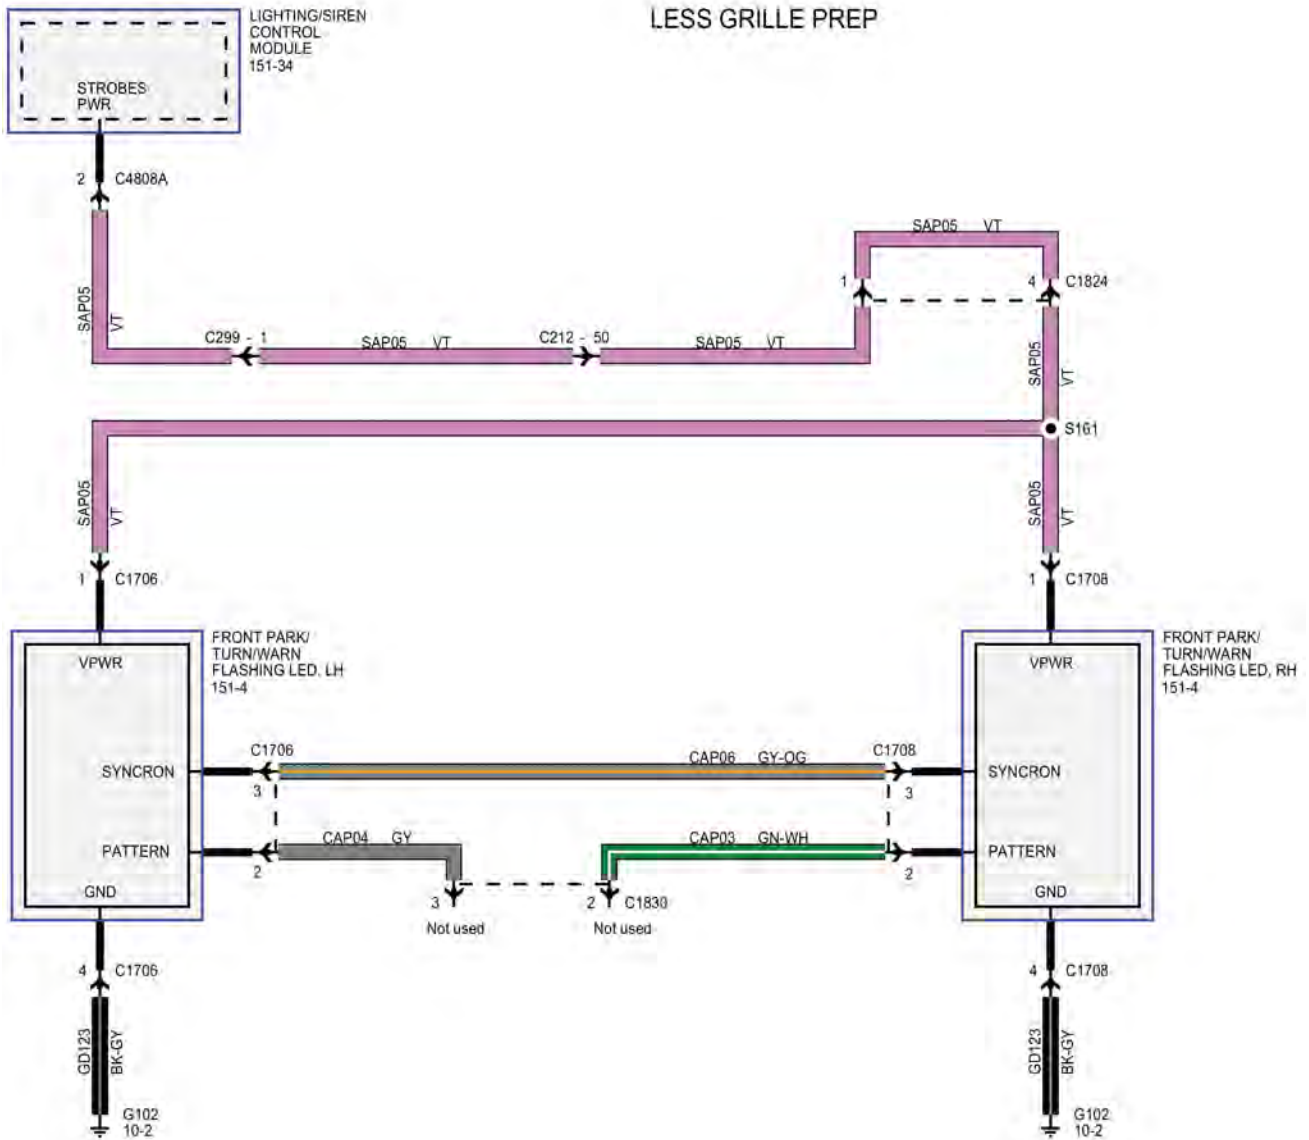 LESS GRILLE PREP
LIGHTING/SIREN
CONTROL
MODULE
151-34
STROBES
PWR
2 C4808A
SAP05 VT
SAP05 VT
1 4 C1824
C299 - 1
SAP05 VT
C212 - 50
SAP05 VT
SAP05 VT
S161
SAP05 VT
SAP05 VT
1 C1706
1 C1708
FRONT PARK/
TURN/WARN
FLASHING LED, LH
151-4
VPWR
FRONT PARK/
TURN/WARN
FLASHING LED, RH
151-4
VPWR
C1706
CAP06 GY-OG
C1708
SYNCRON
3
3
SYNCRON
CAP04 GY
CAP03 GN-WH
PATTERN
2
2
PATTERN
3
2 C1830
Not used
Not used
GND
GND
4 C1706
4 C1708
GD123 BK-GY
GD123 BK-GY
G102
10-2
G102
10-2